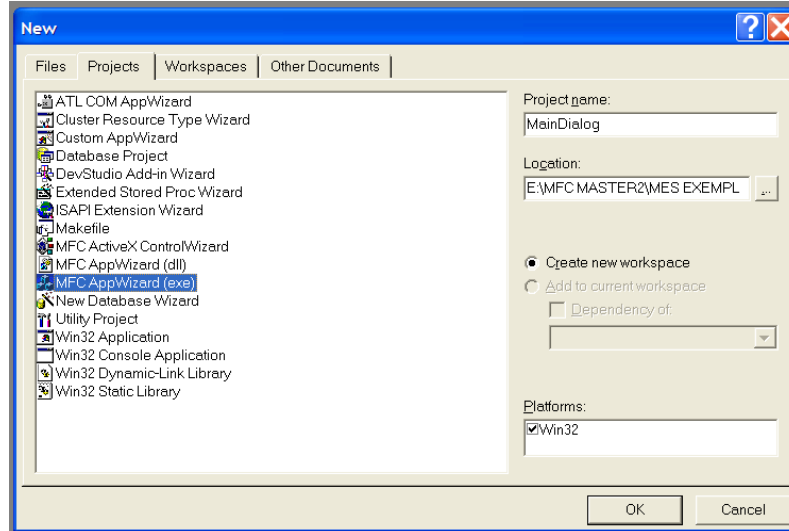 New
Files Projects Workspaces Other Documents
ATL COM AppWizard
Cluster Resource Type Wizard
Custom AppWizard
Database Project
DevStudio Add-in Wizard
Extended Stored Proc Wizard
ISAPI Extension Wizard
Makefile
MFC ActiveX ControlWizard
MFC AppWizard (dll)
MFC AppWizard (exe)
New Database Wizard
Utility Project
Win32 Application
Win32 Console Application
Win32 Dynamic-Link Library
Win32 Static Library
Project name:
MainDialog
Location:
E:\MFC MASTER2\MES EXEMPL
...
Create new workspace
Add to current workspace
Dependency of:
Platforms:
Win32
OK Cancel